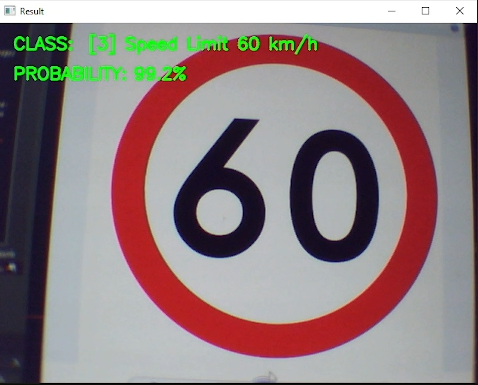 Result
CLASS: [3] Speed Limit 60 km/h
PROBABILITY: 99.2%
60